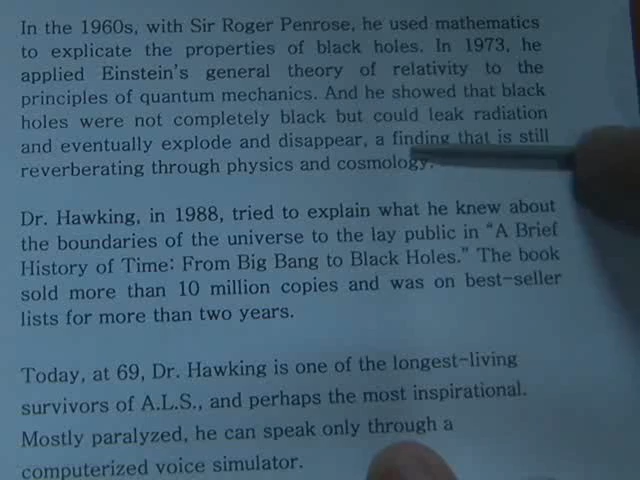 In the 1960s, with Sir Roger Penrose, he used mathematics
to explicate the properties of black holes. In 1973, he
applied Einstein's general theory of relativity to the
principles of quantum mechanics. And he showed that black
holes were not completely black but could leak radiation
and eventually explode and disappear, a finding that is still
reverberating through physics and cosmology.
Dr. Hawking, in 1988, tried to explain what he knew about
the boundaries of the universe to the lay public in “A Brief
History of Time: From Big Bang to Black Holes.” The book
sold more than 10 million copies and was on best-seller
lists for more than two years.
Today, at 69, Dr. Hawking is one of the longest-living
survivors of A.L.S., and perhaps the most inspirational.
Mostly paralyzed, he can speak only through a
computerized voice simulator.